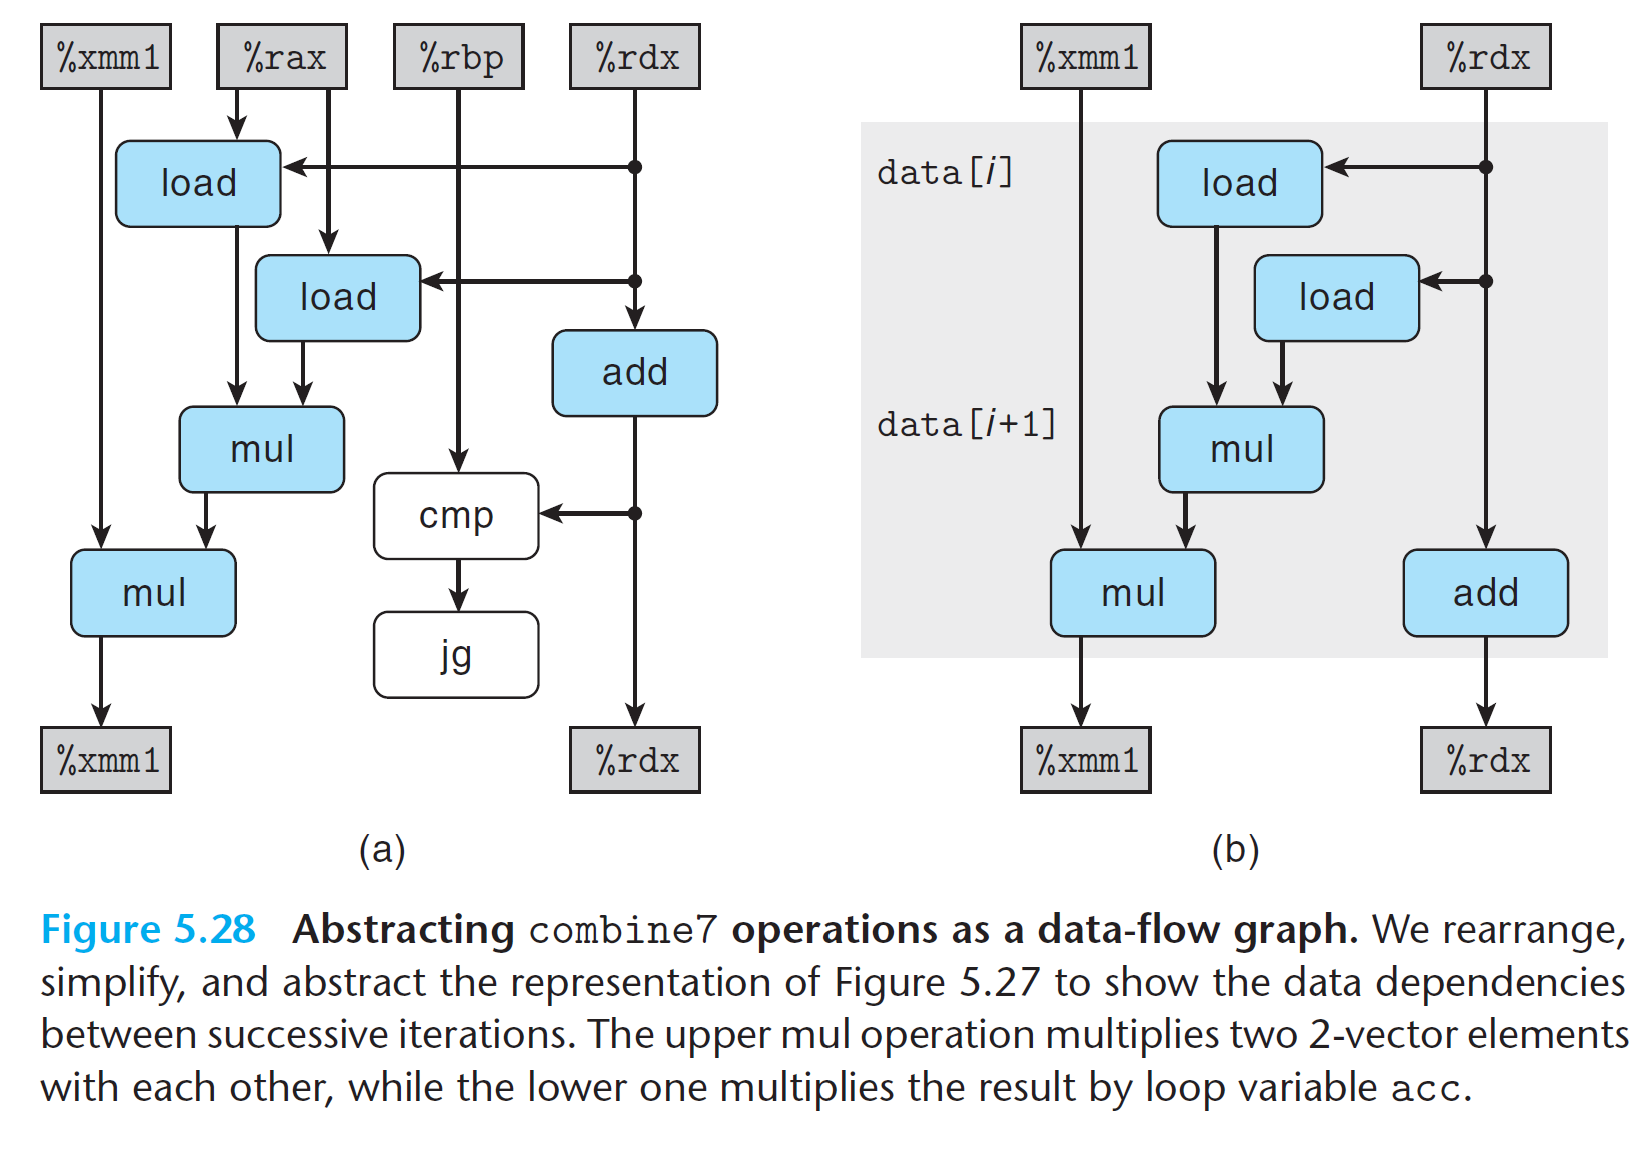 %xmm1 %rax %rbp %rdx
load
load
add
mul
cmp
mul
jg
%xmm1 %rdx
(a)
%xmm1 %rdx
data[i] load
load
data[i+1] mul
mul add
%xmm1 %rdx
(b)
Figure 5.28 Abstracting combine7 operations as a data-flow graph. We rearrange,
simplify, and abstract the representation of Figure 5.27 to show the data dependencies
between successive iterations. The upper mul operation multiplies two 2-vector elements
with each other, while the lower one multiplies the result by loop variable acc.